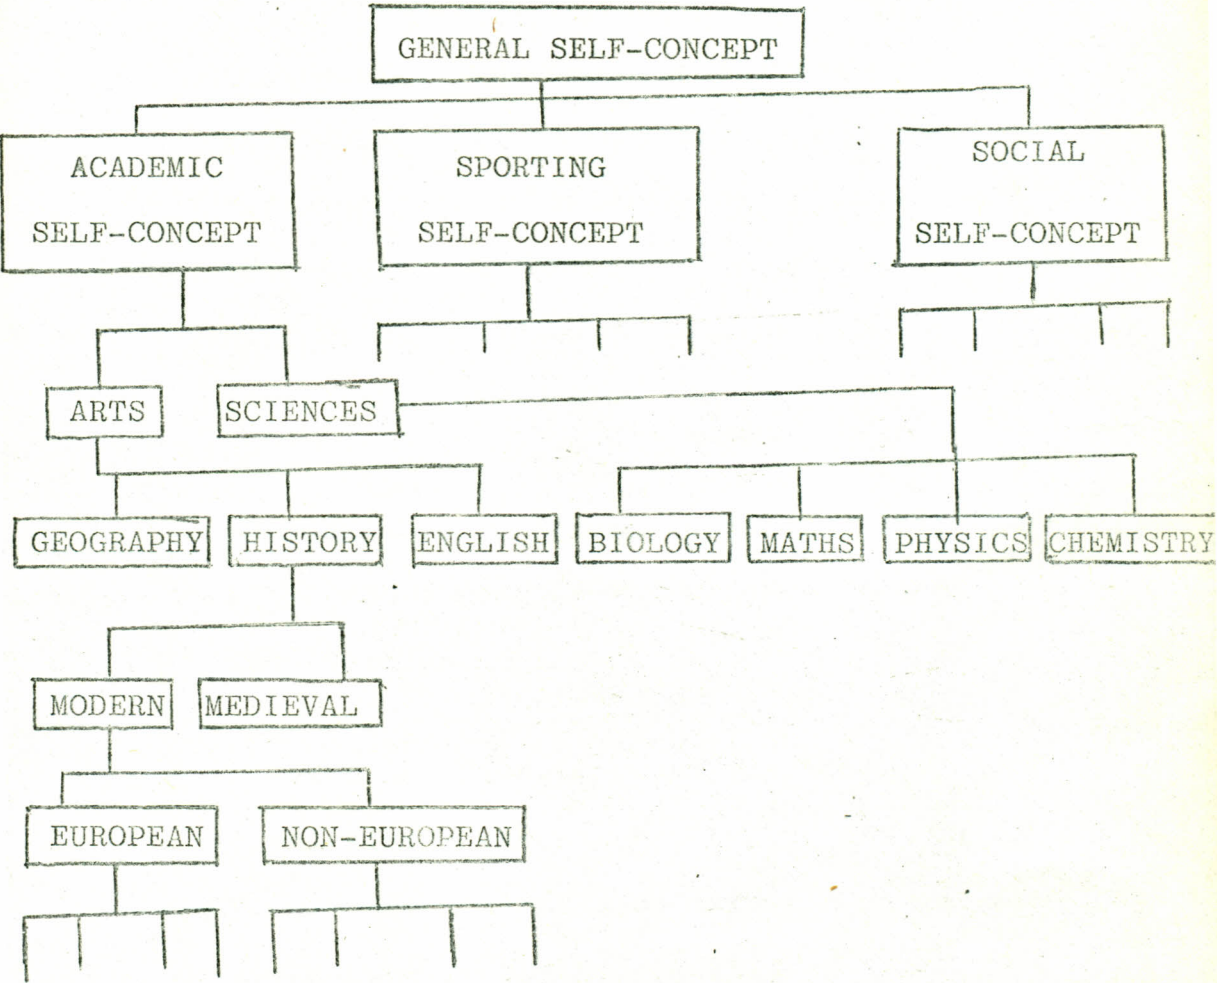 GENERAL SELF-CONCEPT
ACADEMIC
SELF-CONCEPT
SPORTING
SELF-CONCEPT
SOCIAL
SELF-CONCEPT
ARTS
SCIENCES
GEOGRAPHY
HISTORY
ENGLISH
BIOLOGY
MATHS
PHYSICS
CHEMISTRY
MODERN
MEDIEVAL
EUROPEAN
NON-EUROPEAN